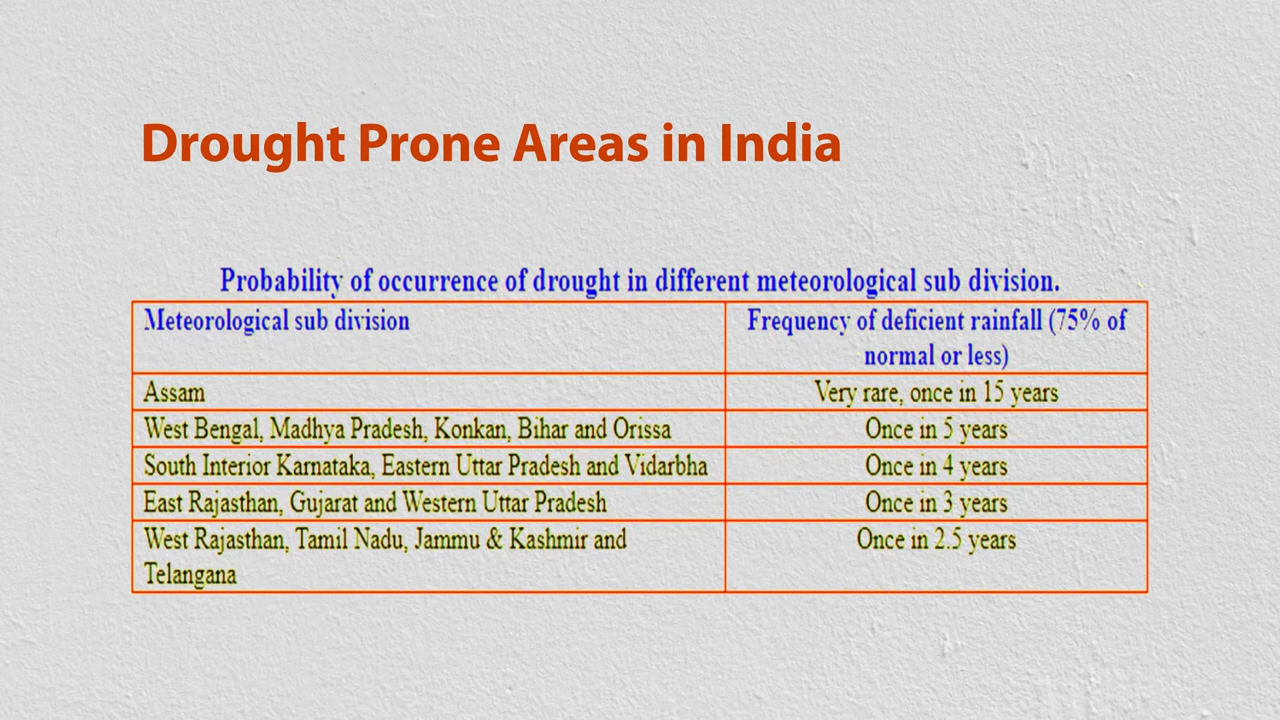 Drought Prone Areas in India
Probability of occurrence of drought in different meteorological sub division.
Meteorological sub division
Frequency of deficient rainfall (75% of
normal or less)
Assam
Very rare, once in 15 years
West Bengal, Madhya Pradesh, Konkan, Bihar and Orissa
Once in 5 years
South Interior Karnataka, Eastern Uttar Pradesh and Vidarbha
Once in 4 years
East Rajasthan, Gujarat and Western Uttar Pradesh
Once in 3 years
West Rajasthan, Tamil Nadu, Jammu & Kashmir and
Telangana
Once in 2.5 years